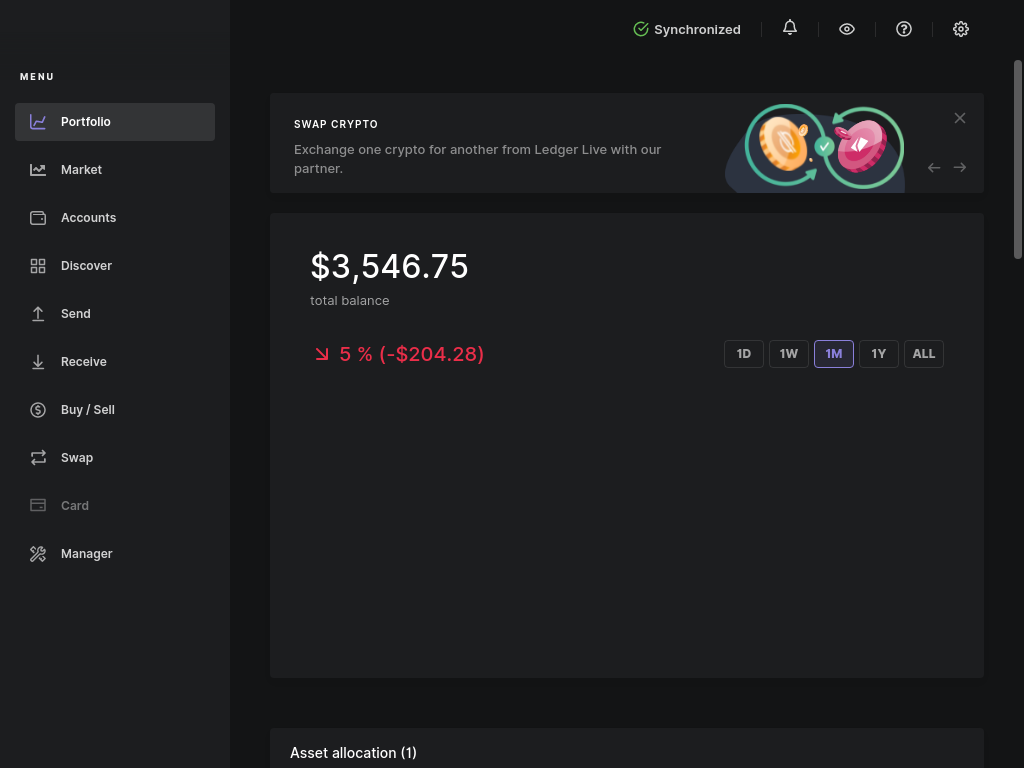 Synchronized
MENU
Portfolio
Market
Accounts
Discover
Send
Receive
Buy / Sell
Swap
Card
Manager
SWAP CRYPTO
Exchange one crypto for another from Ledger Live with our
partner.
$3,546.75
total balance
5 % (-$204.28)
1D 1W 1M 1Y ALL
Asset allocation (1)